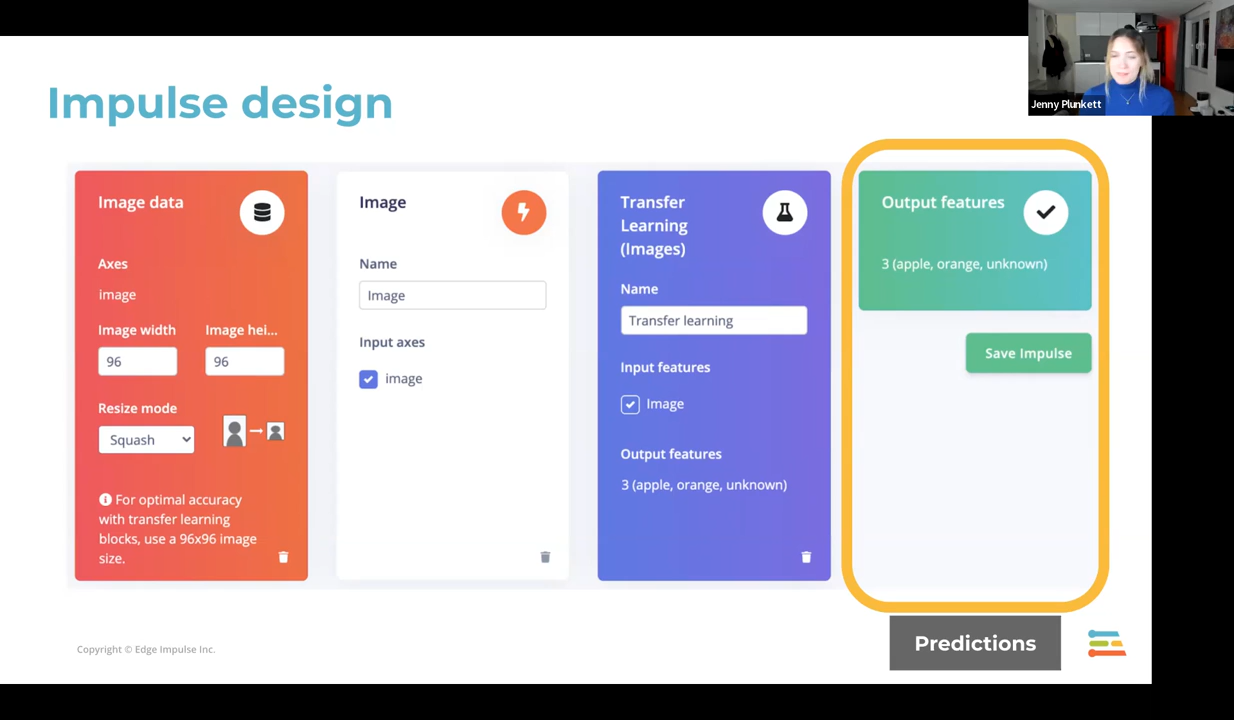 Jenny Plunkett
Impulse design
Image data
Axes
image
Image width
Image hei...
96
96
Resize mode
Squash
For optimal accuracy
with transfer learning
blocks, use a 96x96 image
size.
Image
Name
Image
Input axes
image
Transfer
Learning
(Images)
Name
Transfer learning
Input features
Image
Output features
3 (apple, orange, unknown)
Output features
3 (apple, orange, unknown)
Save Impulse
Predictions
Copyright © Edge Impulse Inc.